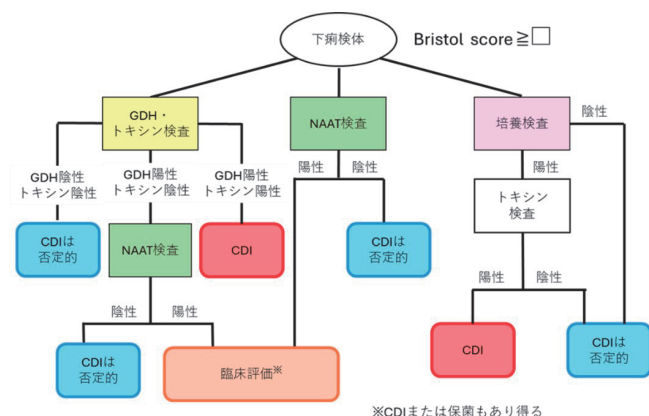 下痢検体
Bristol score ≧□
GDH・
トキシン検査
NAAT検査
培養検査
陰性
GDH陰性
トキシン陰性
GDH陽性
トキシン陰性
GDH陽性
トキシン陽性
陽性
陰性
陽性
トキシン
検査
CDIは
否定的
NAAT検査
CDI
CDIは
否定的
陰性
陽性
陽性
陰性
CDIは
否定的
臨床評価※
CDI
CDIは
否定的
※CDIまたは保菌もあり得る